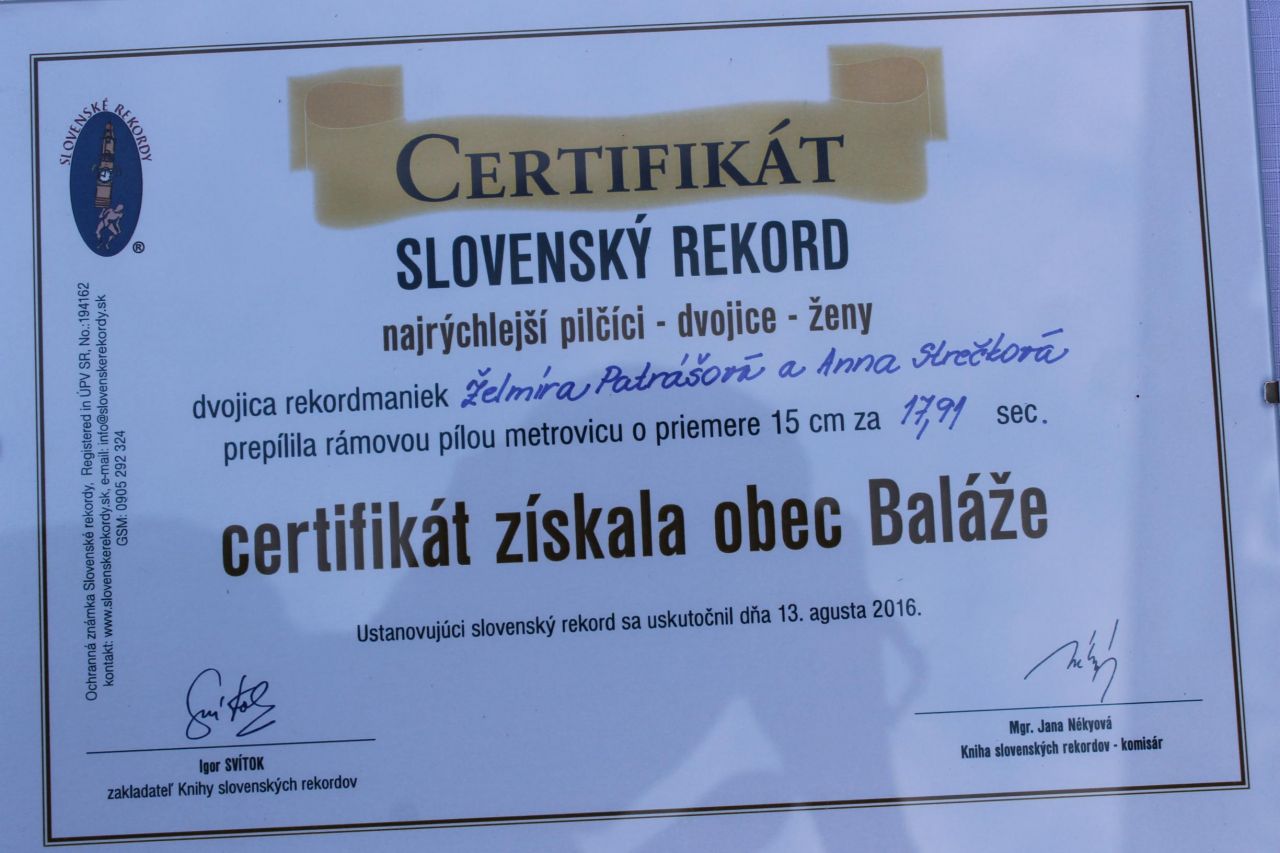 SLOVENSKÉ REKORDY
®
CERTIFIKÁT
SLOVENSKÝ REKORD
najrýchlejší pilčíci - dvojice - ženy
dvojica rekordmaniek Želmíra Patrášová a Anna Strečková
prepílila rámovou pílou metrovicu o priemere 15 cm za 17,91 sec.
certifikát získala obec Baláže
Ustanovujúci slovenský rekord sa uskutočnil dňa 13. agusta 2016.
Ochranná známka Slovenské rekordy, Registered in ÚPV SR, No.:194162
kontakt: www.slovenskerekordy.sk, e-mail: info@slovenskerekordy.sk
GSM: 0905 292 324
Svítok
Igor SVÍTOK
zakladateľ Knihy slovenských rekordov
Mgr. Jana Nékyová
Kniha slovenských rekordov - komisár